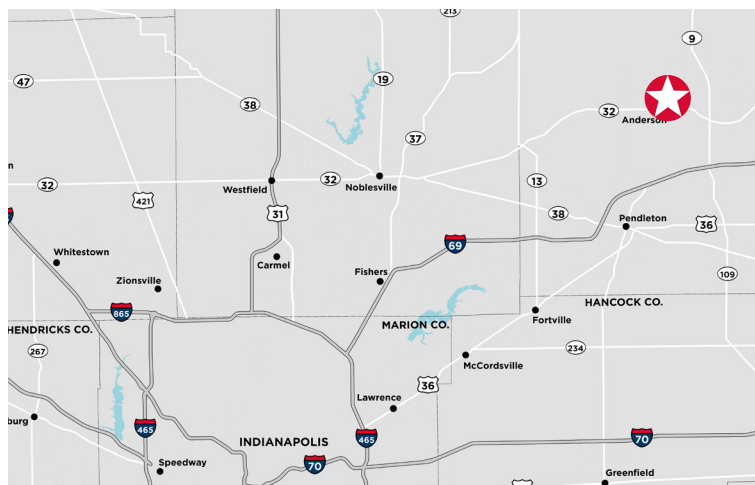 213
9
47
19
38
32
Anderson
37
n
32
Westfield
32
Noblesville
13
421
31
38
Pendleton
36
69
Whitestown
Carmel
Zionsville
Fishers
109
865
HENDRICKS CO.
MARION CO.
HANCOCK CO.
Fortville
267
McCordsville
234
36
Lawrence
burg
465
INDIANAPOLIS
465
70
Speedway
70
Greenfield